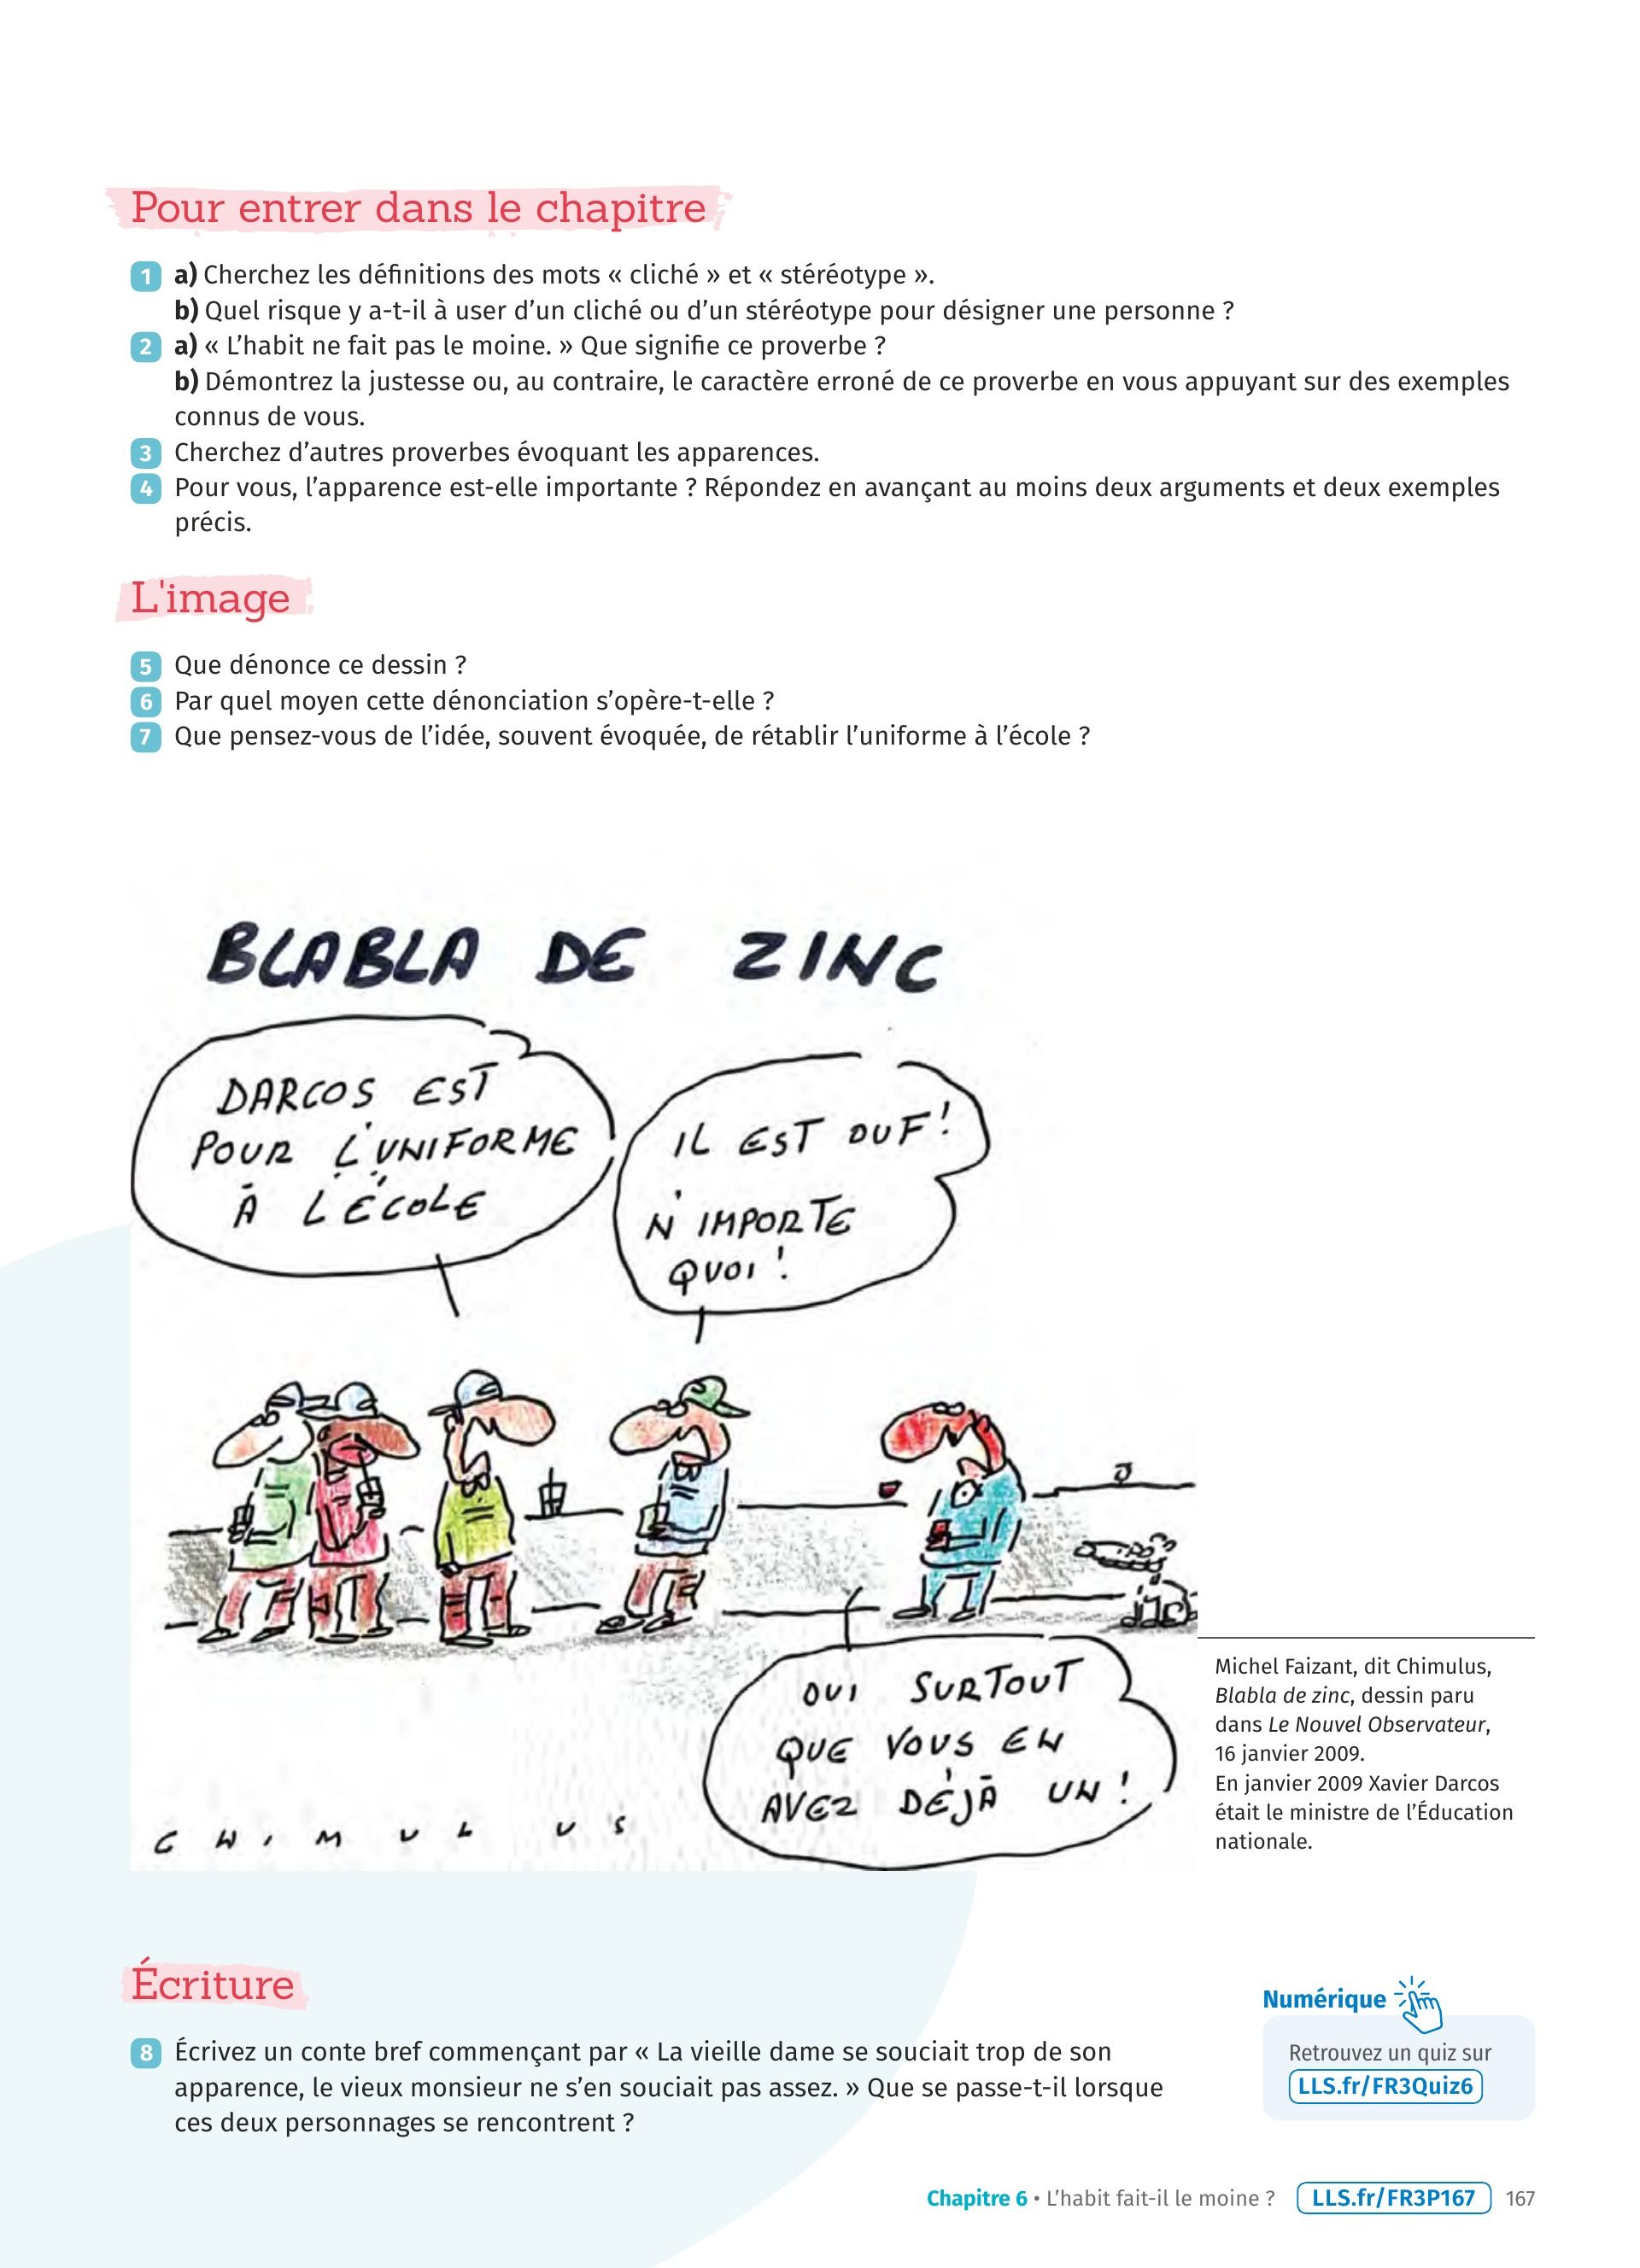 Pour entrer dans le chapitre
1 a) Cherchez les définitions des mots « cliché » et « stéréotype ».
b) Quel risque y a-t-il à user d’un cliché ou d’un stéréotype pour désigner une personne ?
2 a) « L’habit ne fait pas le moine. » Que signifie ce proverbe ?
b) Démontrez la justesse ou, au contraire, le caractère erroné de ce proverbe en vous appuyant sur des exemples
connus de vous.
3 Cherchez d’autres proverbes évoquant les apparences.
4 Pour vous, l’apparence est-elle importante ? Répondez en avançant au moins deux arguments et deux exemples
précis.
L'image
5 Que dénonce ce dessin ?
6 Par quel moyen cette dénonciation s’opère-t-elle ?
7 Que pensez-vous de l’idée, souvent évoquée, de rétablir l’uniforme à l’école ?
BLABLA DE ZINC
DARCOS EST
POUR L'UNIFORME
À L'ÉCOLE
IL EST OUF !
N'IMPORTE
QUOI !
OUI SURTOUT
QUE VOUS EN
AVEZ DÉJÀ UN !
CHIMULUS
Michel Faizant, dit Chimulus,
Blabla de zinc, dessin paru
dans Le Nouvel Observateur,
16 janvier 2009.
En janvier 2009 Xavier Darcos
était le ministre de l’Éducation
nationale.
Écriture
8 Écrivez un conte bref commençant par « La vieille dame se souciait trop de son
apparence, le vieux monsieur ne s’en souciait pas assez. » Que se passe-t-il lorsque
ces deux personnages se rencontrent ?
Numérique
Retrouvez un quiz sur
LLS.fr/FR3Quiz6
Chapitre 6 • L’habit fait-il le moine ? LLS.fr/FR3P167 167